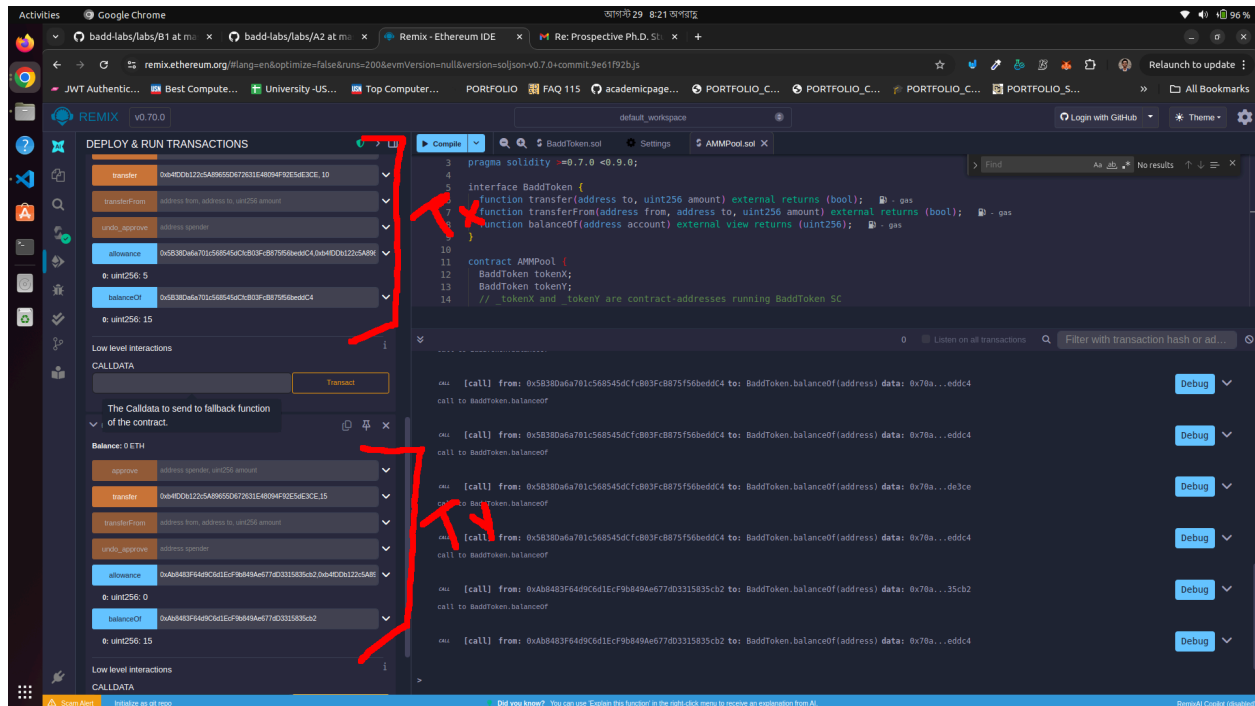 Activities Google Chrome আগস্ট 29 8:21 অপরাহ্ণ 96 %
badd-labs/labs/B1 at ma × badd-labs/labs/A2 at m × Remix - Ethereum IDE × Re: Prospective Ph.D. St × +
remix.ethereum.org/#lang=en&optimize=false&runs=200&evmVersion=null&version=soljson-v0.7.0+commit.9e61f92b.js Relaunch to update
JWT Authentic... Best Compute... University -US... Top Computer... PORtFOLIO FAQ 115 academicpage... PORTFOLIO_C... PORTFOLIO_C... PORTFOLIO_C... PORTFOLIO_S... » All Bookmarks
REMIX v0.70.0 default_workspace Login with GitHub Theme
DEPLOY & RUN TRANSACTIONS
transfer 0xb4fDDb122c5A89655D672631E48094F92E5dE3CE, 10
transferFrom address from, address to, uint256 amount
undo_approve address spender
allowance 0x5B38Da6a701c568545dCfcB03FcB875f56beddC4,0xb4fDDb122c5A896
0: uint256: 5
balanceOf 0x5B38Da6a701c568545dCfcB03FcB875f56beddC4
0: uint256: 15
Low level interactions
CALLDATA
Transact
The Calldata to send to fallback function
of the contract.
Balance: 0 ETH
approve address spender, uint256 amount
transfer 0xb4fDDb122c5A89655D672631E48094F92E5dE3CE,15
transferFrom address from, address to, uint256 amount
undo_approve address spender
allowance 0xAb8483F64d9C6d1EcF9b849Ae677dD3315835cb2,0xb4fDDb122c5A89
0: uint256: 0
balanceOf 0xAb8483F64d9C6d1EcF9b849Ae677dD3315835cb2
0: uint256: 15
Low level interactions
CALLDATA
Tx
Ty
Compile BaddToken.sol Settings AMMPool.sol ×
3 pragma solidity >=0.7.0 <0.9.0;
4
5 interface BaddToken {
function transfer(address to, uint256 amount) external returns (bool); - gas
function transferFrom(address from, address to, uint256 amount) external returns (bool); - gas
8 function balanceOf(address account) external view returns (uint256); - gas
9 }
10
11 contract AMMPool {
12 BaddToken tokenX;
13 BaddToken tokenY;
14 // _tokenX and _tokenY are contract-addresses running BaddToken SC
> Find Aa ab .* No results
0 Listen on all transactions Filter with transaction hash or ad...
CALL [call] from: 0x5B38Da6a701c568545dCfcB03FcB875f56beddC4 to: BaddToken.balanceOf(address) data: 0x70a...eddc4 Debug
call to BaddToken.balanceOf
CALL [call] from: 0x5B38Da6a701c568545dCfcB03FcB875f56beddC4 to: BaddToken.balanceOf(address) data: 0x70a...eddc4 Debug
call to BaddToken.balanceOf
CALL [call] from: 0x5B38Da6a701c568545dCfcB03FcB875f56beddC4 to: BaddToken.balanceOf(address) data: 0x70a...de3ce Debug
call to BaddToken.balanceOf
CALL [call] from: 0x5B38Da6a701c568545dCfcB03FcB875f56beddC4 to: BaddToken.balanceOf(address) data: 0x70a...eddc4 Debug
call to BaddToken.balanceOf
CALL [call] from: 0xAb8483F64d9C6d1EcF9b849Ae677dD3315835cb2 to: BaddToken.balanceOf(address) data: 0x70a...35cb2 Debug
call to BaddToken.balanceOf
CALL [call] from: 0xAb8483F64d9C6d1EcF9b849Ae677dD3315835cb2 to: BaddToken.balanceOf(address) data: 0x70a...eddc4 Debug
>
Scam Alert Initialize as git repo Did you know? You can use 'Explain this function' in the right-click menu to receive an explanation from AI. RemixAI Copilot (disabled)